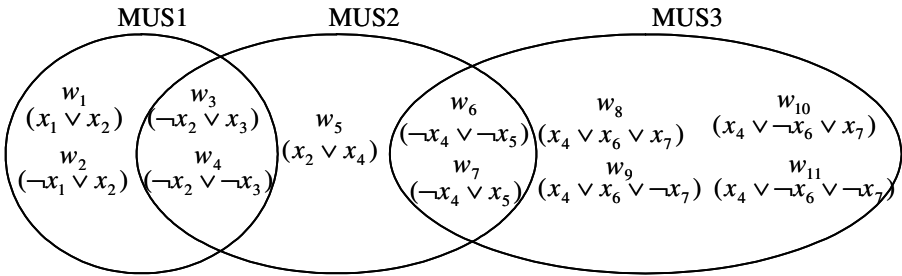 MUS1 MUS2 MUS3
w₁ w₃ w₅ w₆ w₈ w₁₀
(x₁ ∨ x₂) (¬x₂ ∨ x₃) (x₂ ∨ x₄) (¬x₄ ∨ ¬x₅) (x₄ ∨ x₆ ∨ x₇) (x₄ ∨ ¬x₆ ∨ x₇)
w₂ w₄ w₇ w₉ w₁₁
(¬x₁ ∨ x₂) (¬x₂ ∨ ¬x₃) (¬x₄ ∨ x₅) (x₄ ∨ x₆ ∨ ¬x₇) (x₄ ∨ ¬x₆ ∨ ¬x₇)